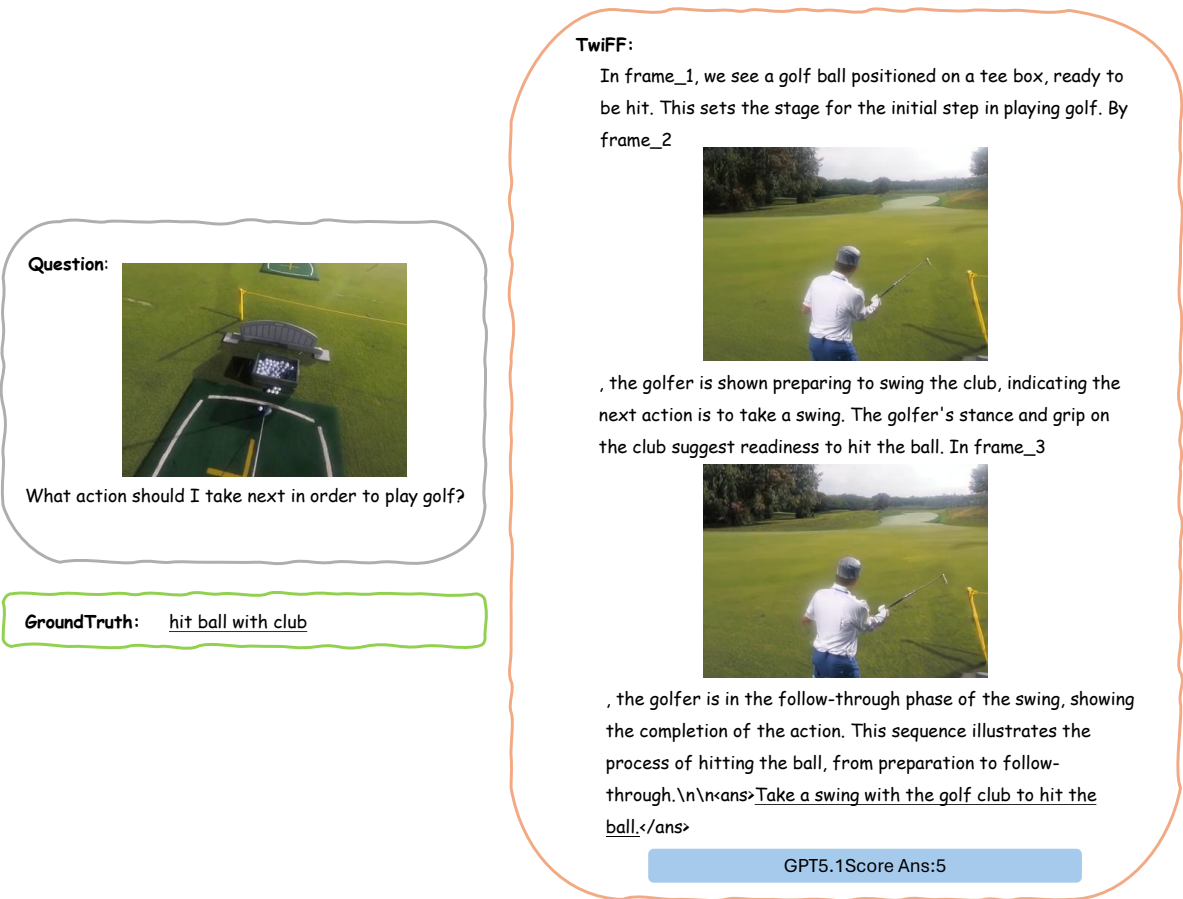 Question:
What action should I take next in order to play golf?
GroundTruth: hit ball with club
TwiFF:
In frame_1, we see a golf ball positioned on a tee box, ready to
be hit. This sets the stage for the initial step in playing golf. By
frame_2
, the golfer is shown preparing to swing the club, indicating the
next action is to take a swing. The golfer's stance and grip on
the club suggest readiness to hit the ball. In frame_3
, the golfer is in the follow-through phase of the swing, showing
the completion of the action. This sequence illustrates the
process of hitting the ball, from preparation to follow-
through.\n\n<ans>Take a swing with the golf club to hit the
ball.</ans>
GPT5.1Score Ans:5